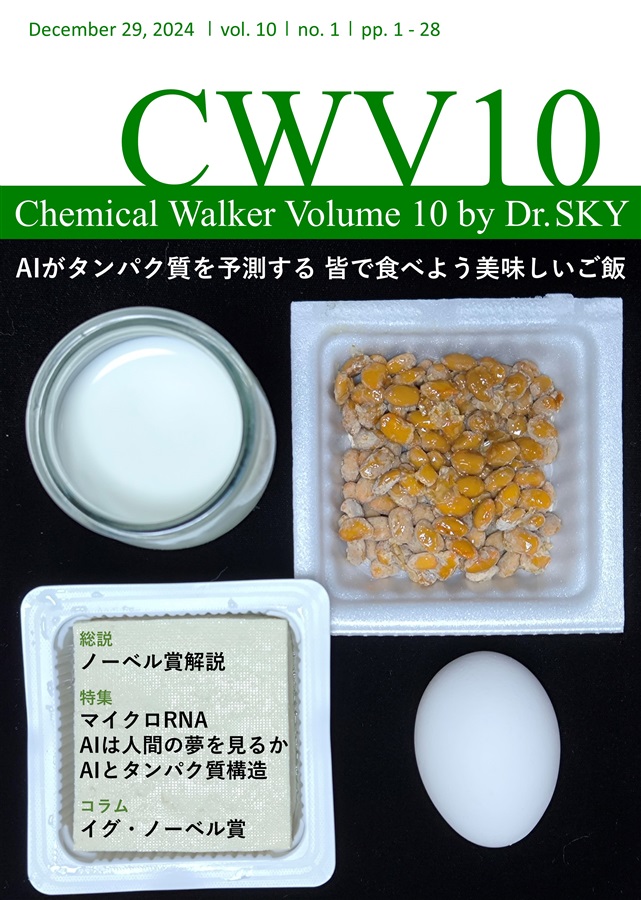 December 29, 2024 | vol. 10 | no. 1 | pp. 1 - 28
CWV10
Chemical Walker Volume 10 by Dr.SKY
AIがタンパク質を予測する 皆で食べよう美味しいご飯
総説
ノーベル賞解説
特集
マイクロRNA
AIは人間の夢を見るか
AIとタンパク質構造
コラム
イグ・ノーベル賞